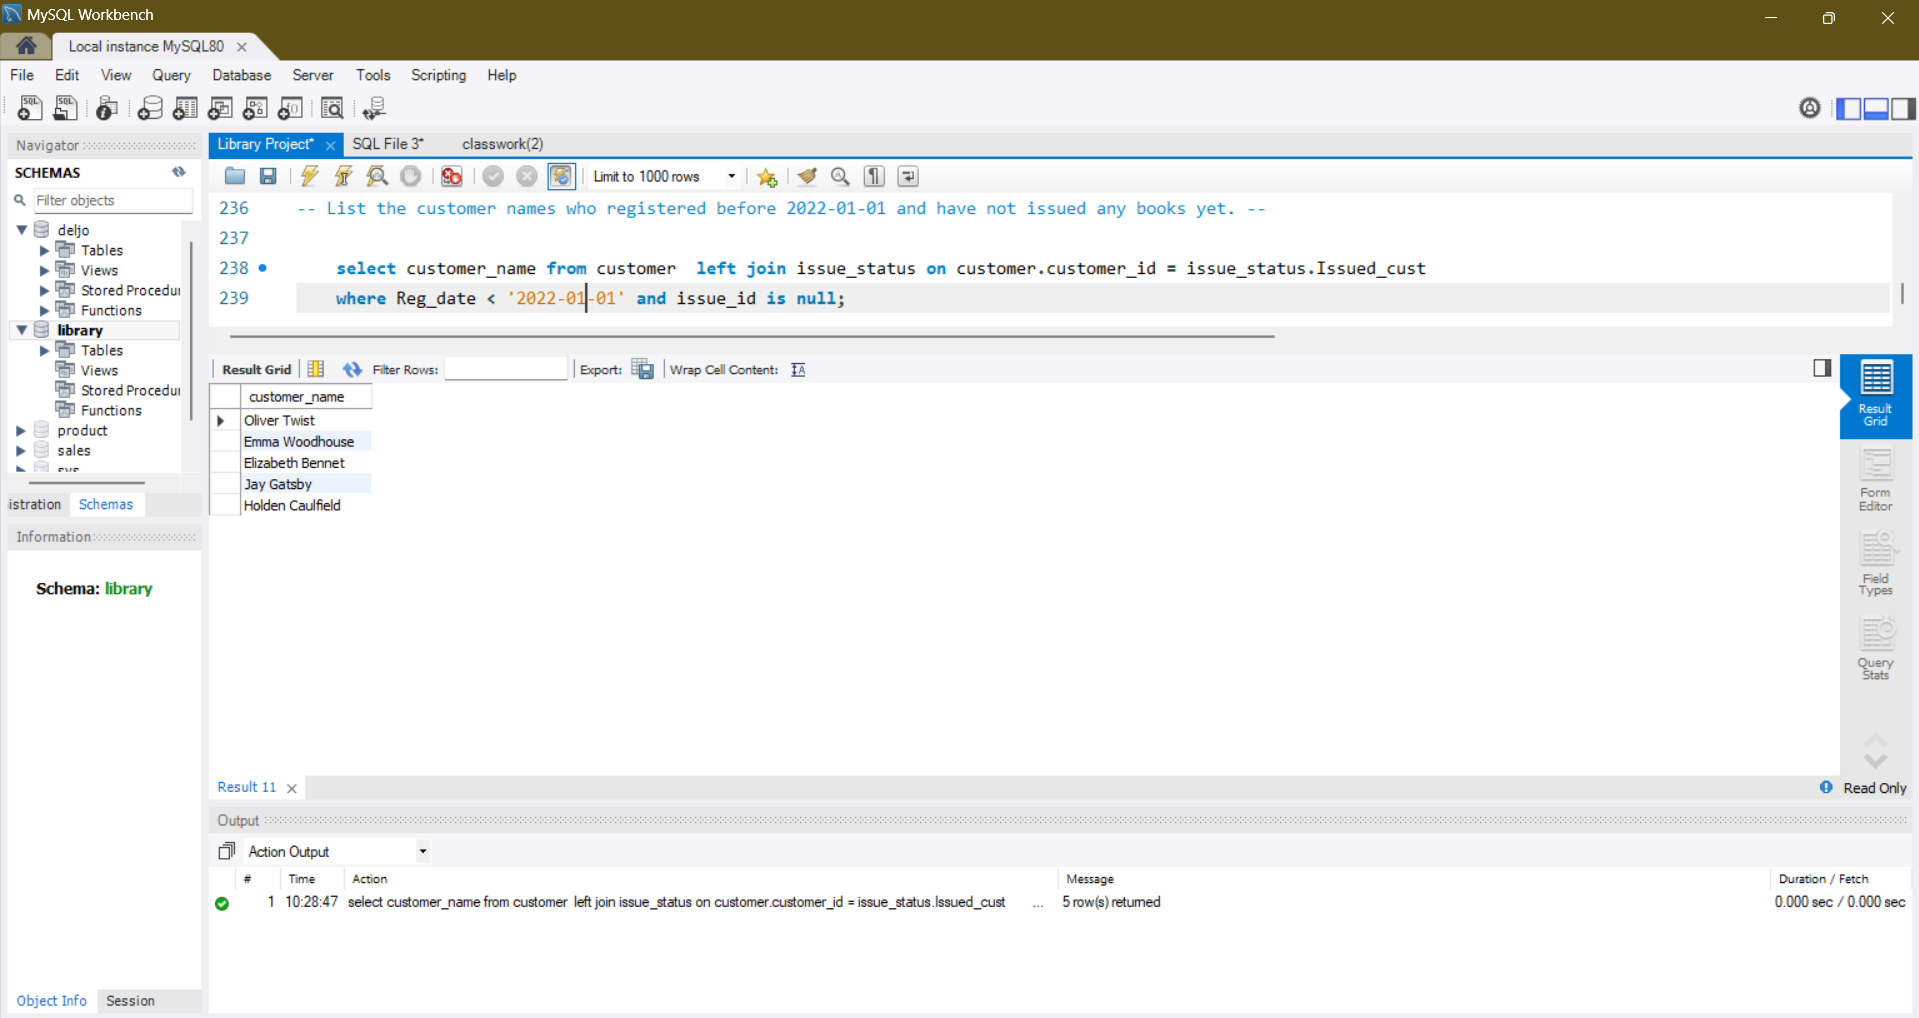 MySQL Workbench
Local instance MySQL80
File Edit View Query Database Server Tools Scripting Help
Navigator
SCHEMAS
Filter objects
deljo
Tables
Views
Stored Procedu
Functions
library
Tables
Views
Stored Procedu
Functions
product
sales
sys
istration Schemas
Information
Schema: library
Object Info Session
Library Project* SQL File 3* classwork(2)
Limit to 1000 rows
236 -- List the customer names who registered before 2022-01-01 and have not issued any books yet. --
237
238 select customer_name from customer  left join issue_status on customer.customer_id = issue_status.Issued_cust
239 where Reg_date < '2022-01-01' and issue_id is null;
Result Grid Filter Rows: Export: Wrap Cell Content:
customer_name
Oliver Twist
Emma Woodhouse
Elizabeth Bennet
Jay Gatsby
Holden Caulfield
Result
Grid
Form
Editor
Field
Types
Query
Stats
Result 11 Read Only
Output
Action Output
# Time Action Message Duration / Fetch
1 10:28:47 select customer_name from customer  left join issue_status on customer.customer_id = issue_status.Issued_cust ... 5 row(s) returned 0.000 sec / 0.000 sec